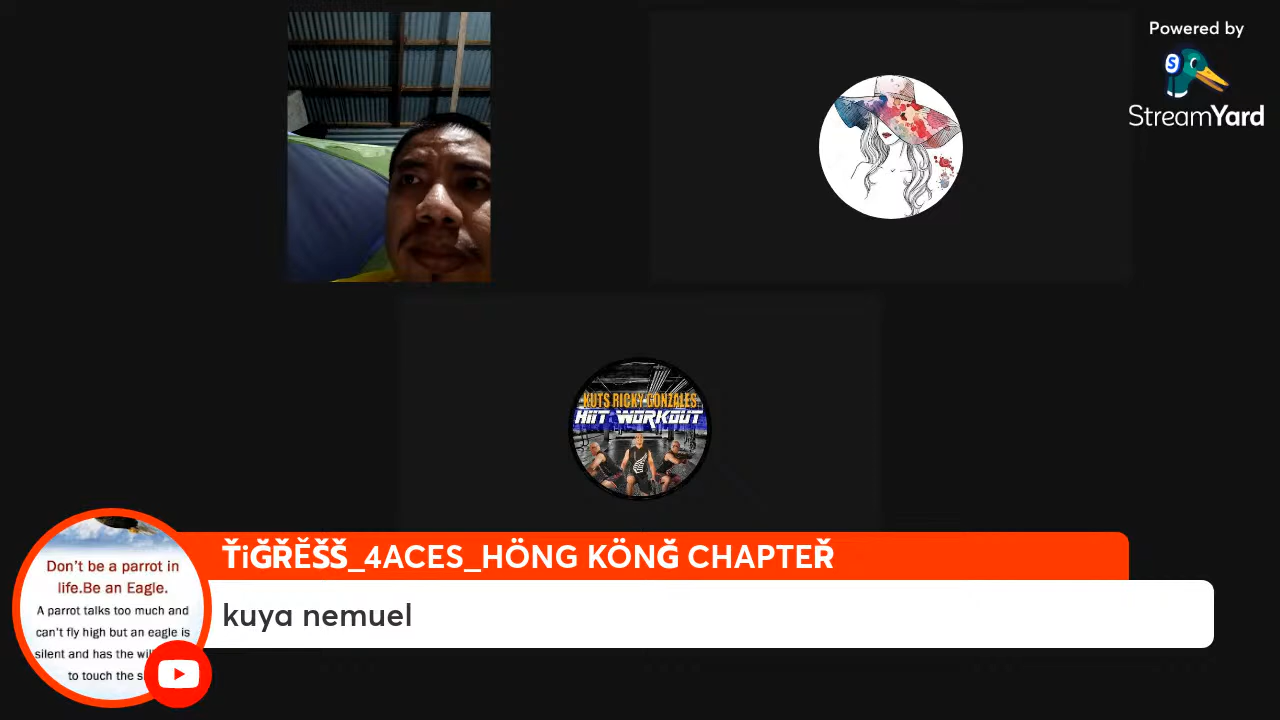 Powered by
S
StreamYard
KUTS RICKY GONZALES
HIIT WORKOUT
ŤiĞŘĔŠŠ_4ACES_HÖNG KÖNĞ CHAPTEŘ
kuya nemuel
Don't be a parrot in
life.Be an Eagle.
A parrot talks too much and
can't fly high but an eagle is
silent and has the
to touch the